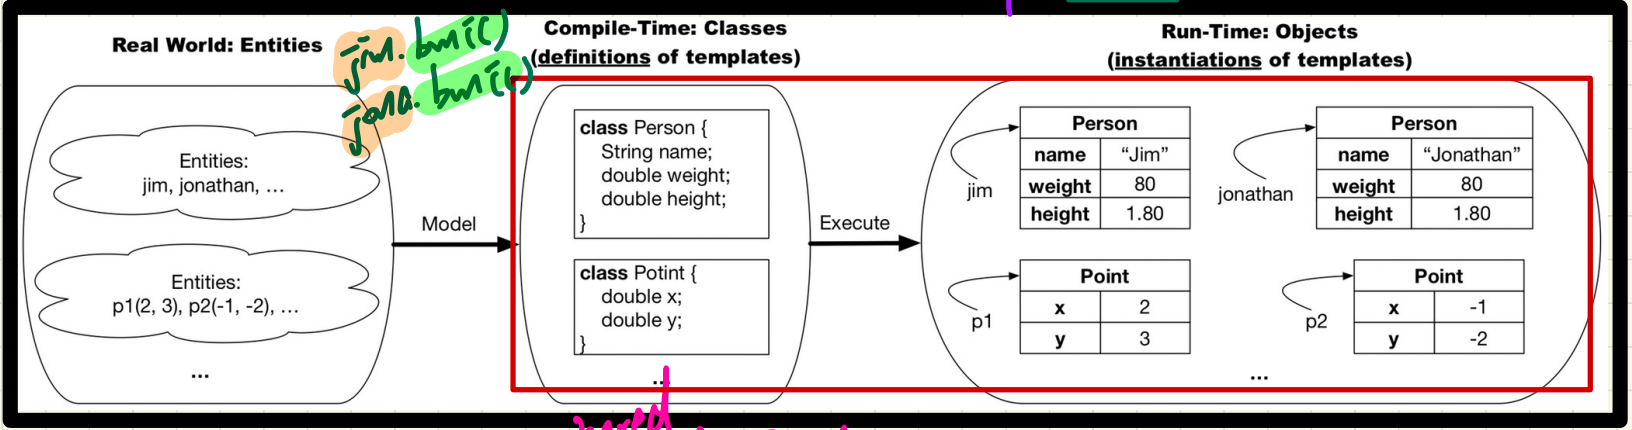 Real World: Entities
jim. bmi()
jona. bmi()
Compile-Time: Classes
(definitions of templates)
Run-Time: Objects
(instantiations of templates)
Entities:
jim, jonathan, ...
Entities:
p1(2, 3), p2(-1, -2), ...
...
Model
class Person {
String name;
double weight;
double height;
}
class Potint {
double x;
double y;
}
...
Execute
Person
name “Jim”
weight 80
height 1.80
jim
Person
name “Jonathan”
weight 80
height 1.80
jonathan
Point
x 2
y 3
p1
Point
x -1
y -2
p2
...